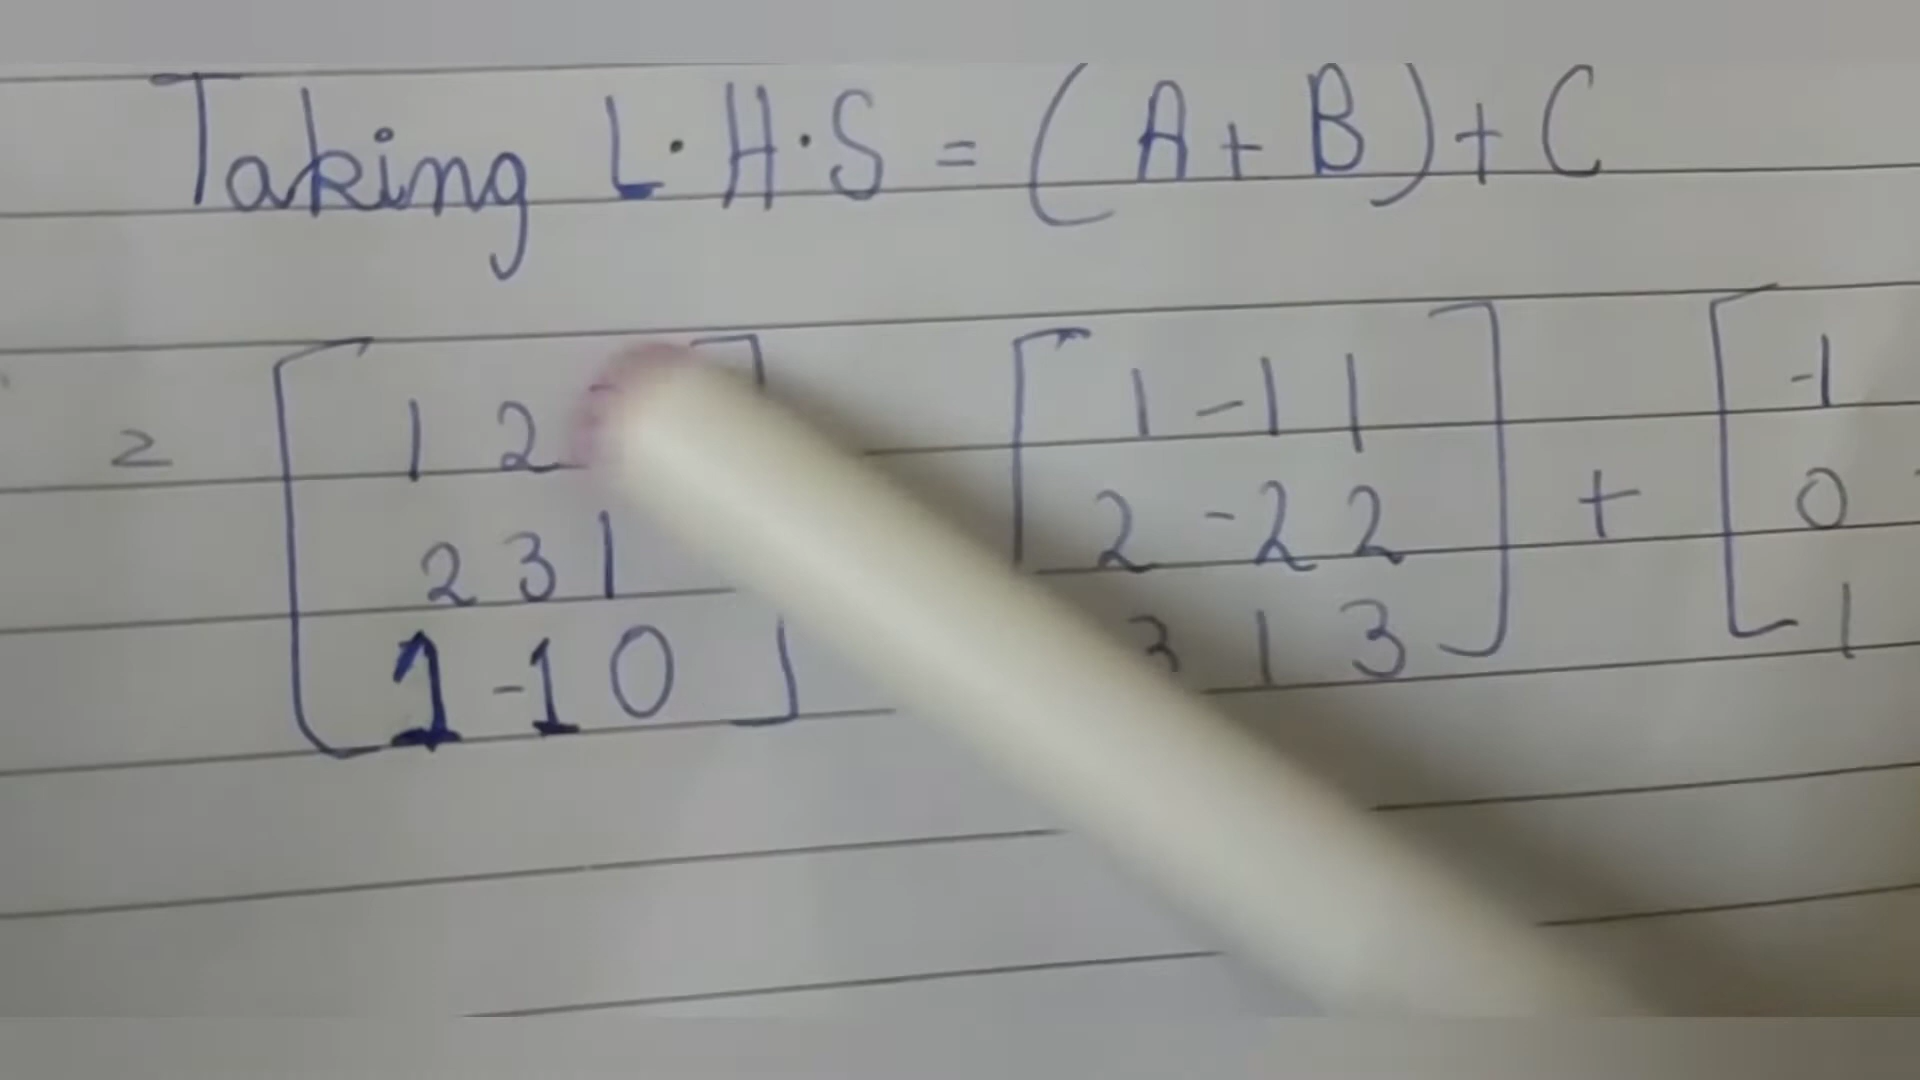 Taking L.H.S = (A+B)+C
= [ 1 2 ] [ 1 -1 1 ] + [ -1
2 3 1 2 -2 2 0
1 -1 0 3 1 3 1